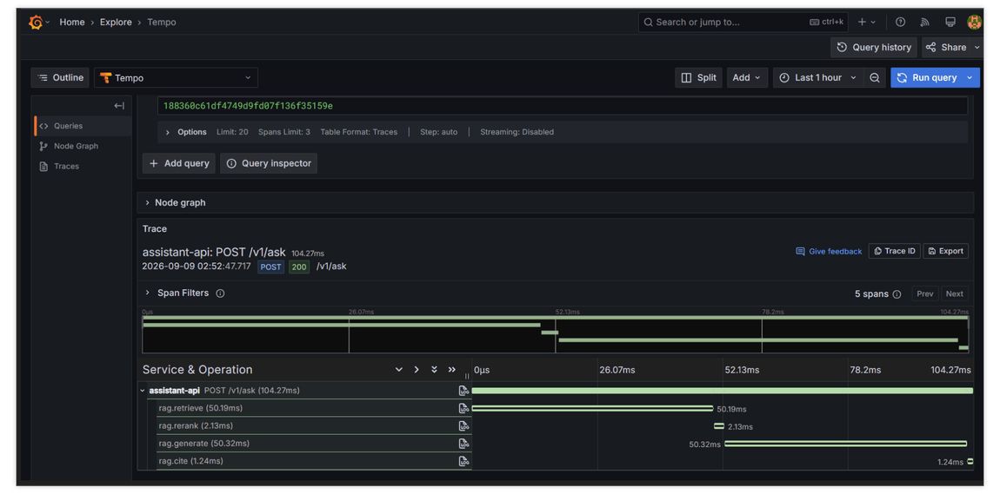 Home › Explore › Tempo
Search or jump to... ctrl+k
Query history Share
Outline Tempo Split Add Last 1 hour Run query
Queries
Node Graph
Traces
188360c61df4749d9fd07f136f35159e
Options Limit: 20 Spans Limit: 3 Table Format: Traces | Step: auto | Streaming: Disabled
+ Add query Query inspector
Node graph
Trace
assistant-api: POST /v1/ask 104.27ms
2026-09-09 02:52:47.717 POST 200 /v1/ask
Give feedback Trace ID Export
Span Filters 5 spans Prev Next
0µs 26.07ms 52.13ms 78.2ms 104.27ms
Service & Operation 0µs 26.07ms 52.13ms 78.2ms 104.27ms
assistant-api POST /v1/ask (104.27ms)
rag.retrieve (50.19ms) 50.19ms
rag.rerank (2.13ms) 2.13ms
rag.generate (50.32ms) 50.32ms
rag.cite (1.24ms) 1.24ms